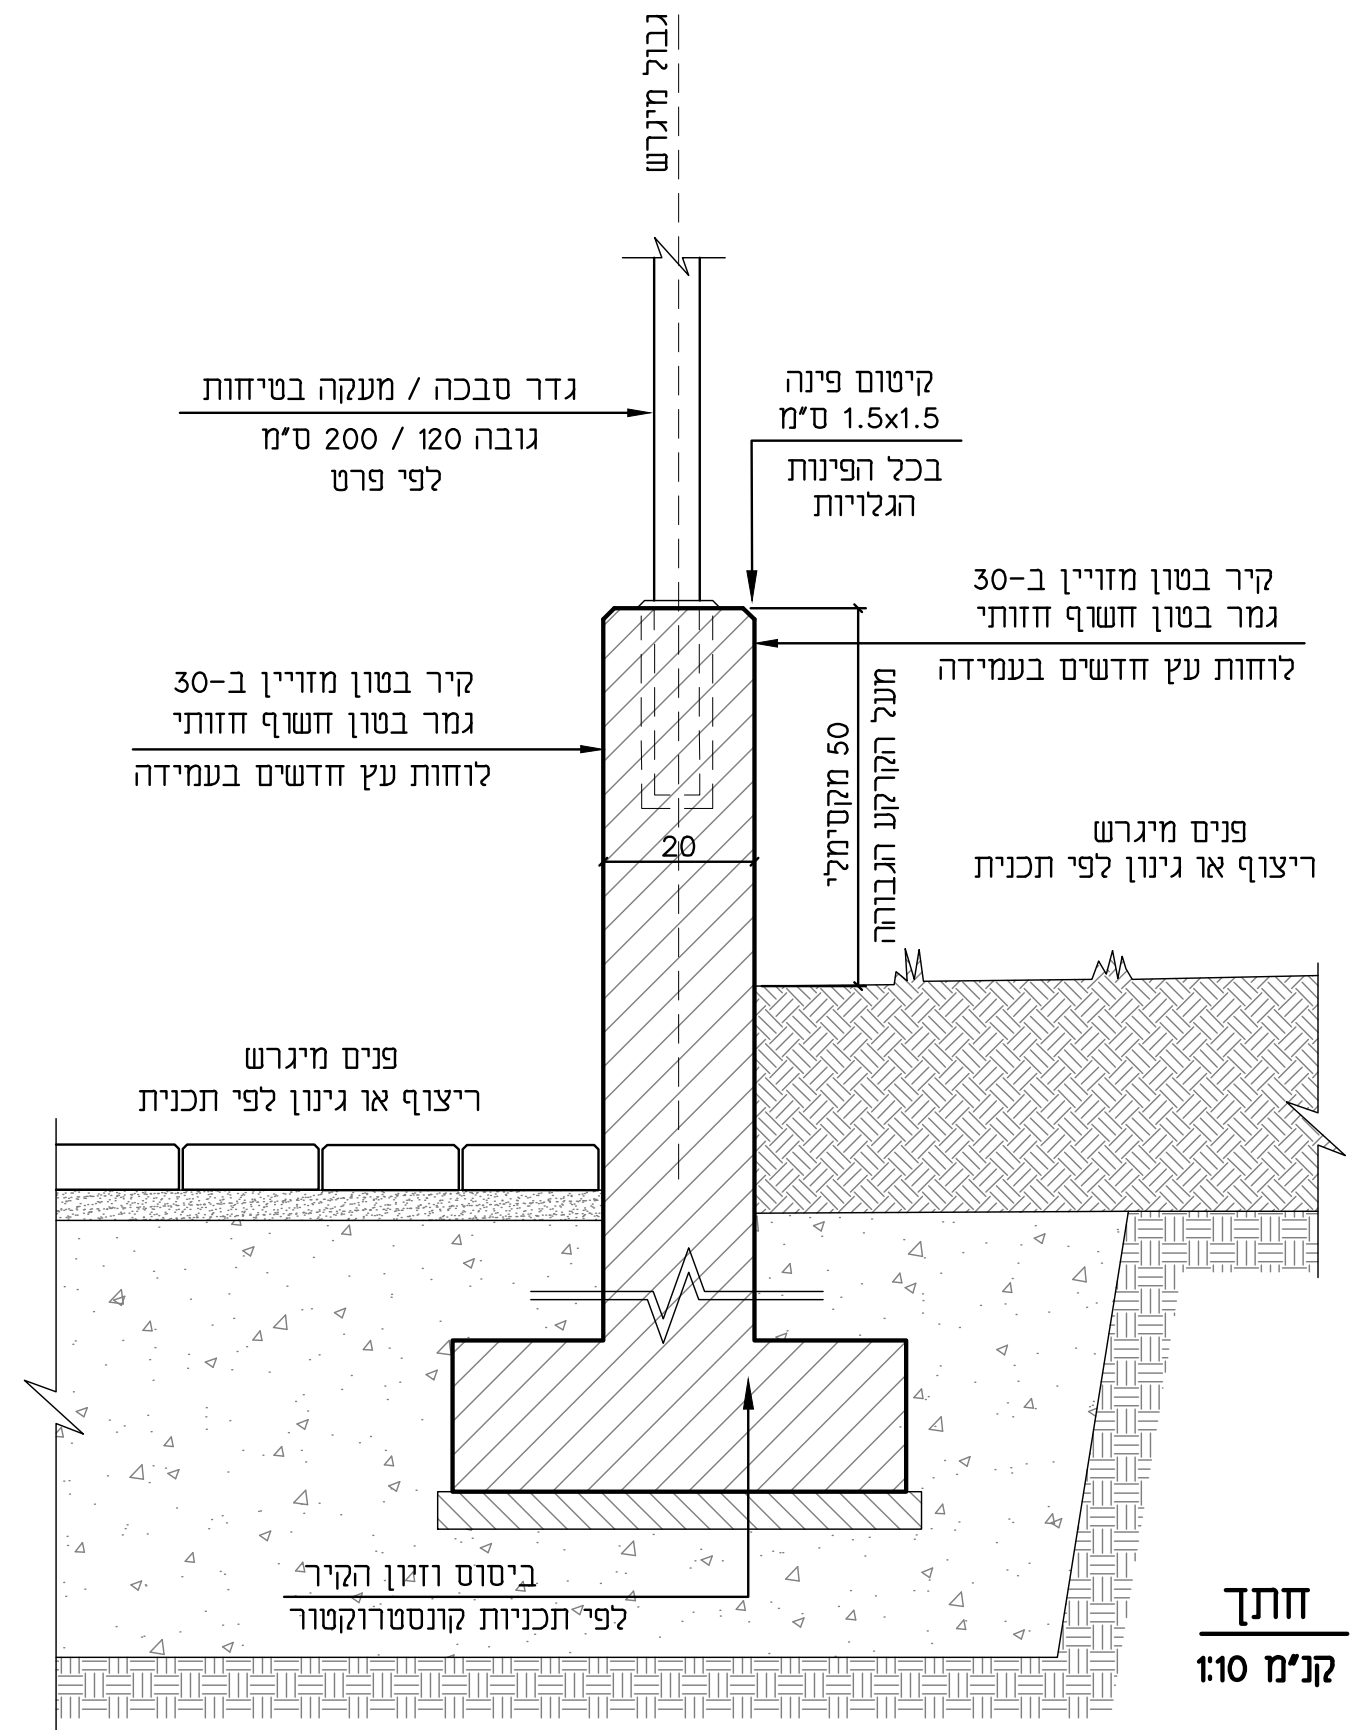 גבול מיגרש
גדר סבכה / מעקה בטיחות
גובה 120 / 200 ס"מ
לפי פרט
קיטום פינה
1.5x1.5 ס"מ
בכל הפינות
הגלויות
קיר בטון מזויין ב-30
גמר בטון חשוף חזותי
לוחות עץ חדשים בעמידה
קיר בטון מזויין ב-30
גמר בטון חשוף חזותי
לוחות עץ חדשים בעמידה
50 מקסימלי
מעל הקרקע הגבוהה
20
פנים מיגרש
ריצוף או גינון לפי תכנית
פנים מיגרש
ריצוף או גינון לפי תכנית
ביסוס וזיון הקיר
לפי תכניות קונסטרוקטור
חתך
קנ"מ 1:10